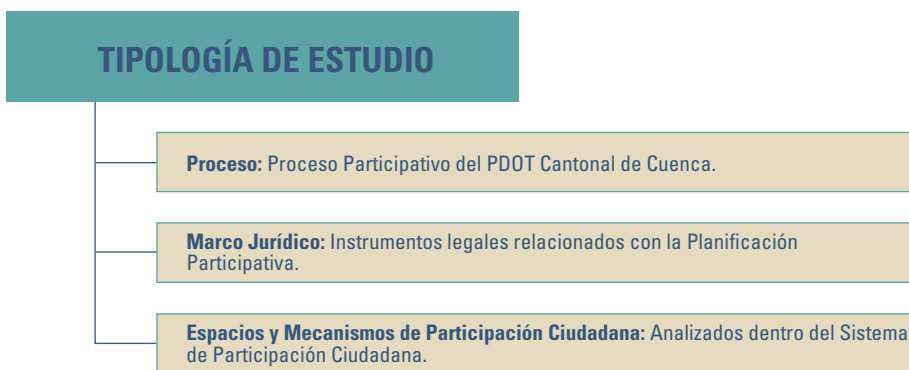 TIPOLOGÍA DE ESTUDIO
Proceso: Proceso Participativo del PDOT Cantonal de Cuenca.
Marco Jurídico: Instrumentos legales relacionados con la Planificación
Participativa.
Espacios y Mecanismos de Participación Ciudadana: Analizados dentro del Sistema
de Participación Ciudadana.